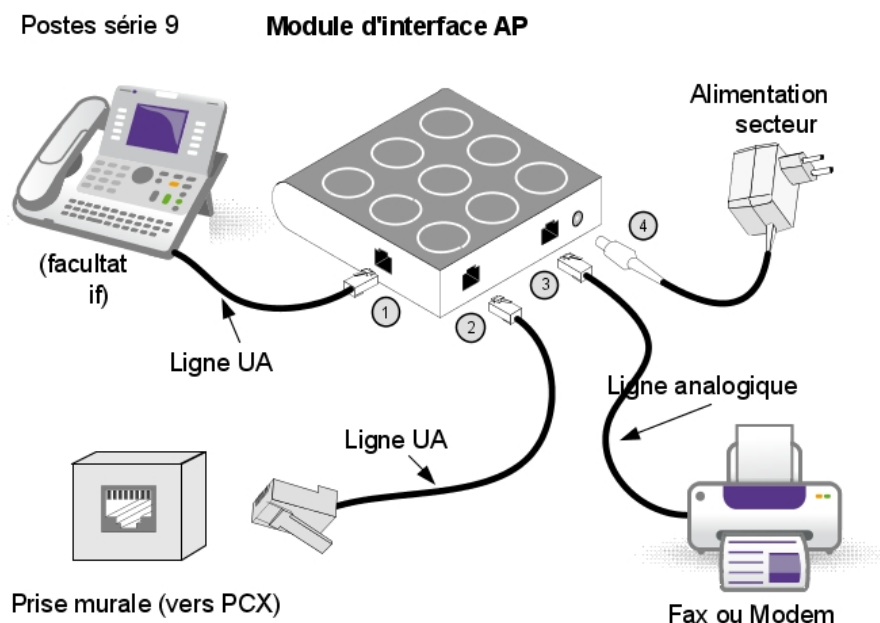 Postes série 9
Module d'interface AP
Alimentation
secteur
4
(facultat
if)
3
1
2
Ligne UA
Ligne analogique
Ligne UA
Prise murale (vers PCX)
Fax ou Modem